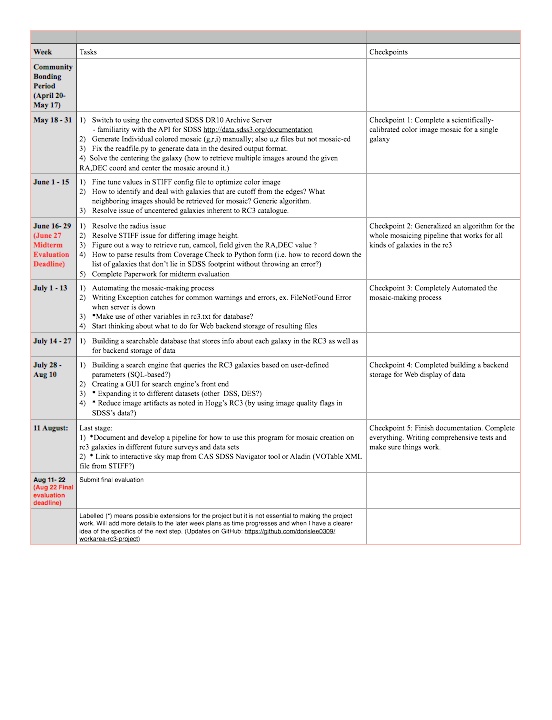 Week Tasks Checkpoints
Community
Bonding
Period
(April 20-
May 17)
May 18 - 31 1) Switch to using the converted SDSS DR10 Archive Server Checkpoint 1: Complete a scientifically-
- familiarity with the API for SDSS http://data.sdss3.org/documentation calibrated color image mosaic for a single
2) Generate Individual colored mosaic (g,r,i) manually; also u,z files but not mosaic-ed galaxy
3) Fix the readfile.py to generate data in the desired output format.
4) Solve the centering the galaxy (how to retrieve multiple images around the given
RA,DEC coord and center the mosaic around it.)
June 1 - 15 1) Fine tune values in STIFF config file to optimize color image
2) How to identify and deal with galaxies that are cutoff from the edges? What
neighboring images should be retrieved for mosaic? Generic algorithm.
3) Resolve issue of uncentered galaxies inherent to RC3 catalogue.
June 16- 29 1) Resolve the radius issue Checkpoint 2: Generalized an algorithm for the
(June 27 2) Resolve STIFF issue for differing image height. whole mosaicing pipeline that works for all
Midterm 3) Figure out a way to retrieve run, camcol, field given the RA,DEC value ? kinds of galaxies in the rc3
Evaluation 4) How to parse results from Coverage Check to Python form (i.e. how to record down the
Deadline) list of galaxies that don't lie in SDSS footprint without throwing an error?)
5) Complete Paperwork for midterm evaluation
July 1 - 13 1) Automating the mosaic-making process Checkpoint 3: Completely Automated the
2) Writing Exception catches for common warnings and errors, ex. FileNotFound Error mosaic-making process
when server is down
3) *Make use of other variables in rc3.txt for database?
4) Start thinking about what to do for Web backend storage of resulting files
July 14 - 27 1) Building a searchable database that stores info about each galaxy in the RC3 as well as
for backend storage of data
July 28 - 1) Building a search engine that queries the RC3 galaxies based on user-defined Checkpoint 4: Completed building a backend
Aug 10 parameters (SQL-based?) storage for Web display of data
2) Creating a GUI for search engine's front end
3) * Expanding it to different datasets (other DSS, DES?)
4) * Reduce image artifacts as noted in Hogg's RC3 (by using image quality flags in
SDSS's data?)
11 August: Last stage: Checkpoint 5: Finish documentation. Complete
1) *Document and develop a pipeline for how to use this program for mosaic creation on everything. Writing comprehensive tests and
rc3 galaxies in different future surveys and data sets make sure things work.
2) * Link to interactive sky map from CAS SDSS Navigator tool or Aladin (VOTable XML
file from STIFF?)
Aug 11- 22 Submit final evaluation
(Aug 22 Final
evaluation
deadline)
Labelled (*) means possible extensions for the project but it is not essential to making the project
work. Will add more details to the later week plans as time progresses and when I have a clearer
idea of the specifics of the next step. (Updates on GitHub: https://github.com/dorislee0309/
workarea-rc3-project)